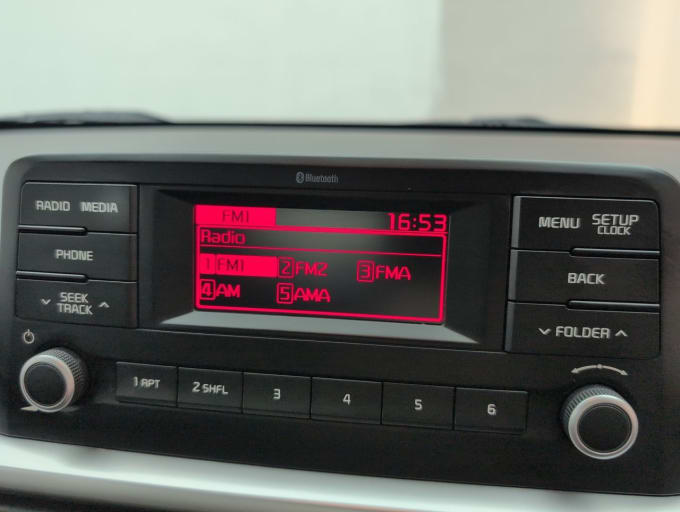 Bluetooth
RADIO MEDIA
PHONE
SEEK
TRACK
FM1 16:53
Radio
1 FM1 2 FM2 3 FMA
4 AM 5 AMA
MENU SETUP
CLOCK
BACK
FOLDER
1 RPT 2 SHFL 3 4 5 6